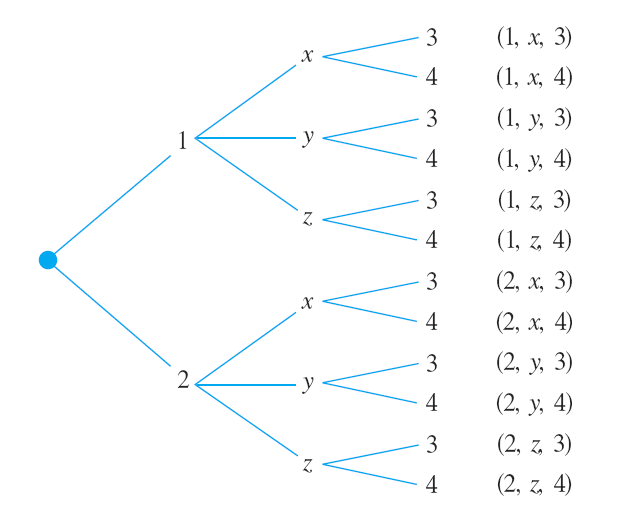 x 3 (1, x, 3)
4 (1, x, 4)
1 y 3 (1, y, 3)
4 (1, y, 4)
z 3 (1, z, 3)
4 (1, z, 4)
x 3 (2, x, 3)
4 (2, x, 4)
2 y 3 (2, y, 3)
4 (2, y, 4)
z 3 (2, z, 3)
4 (2, z, 4)